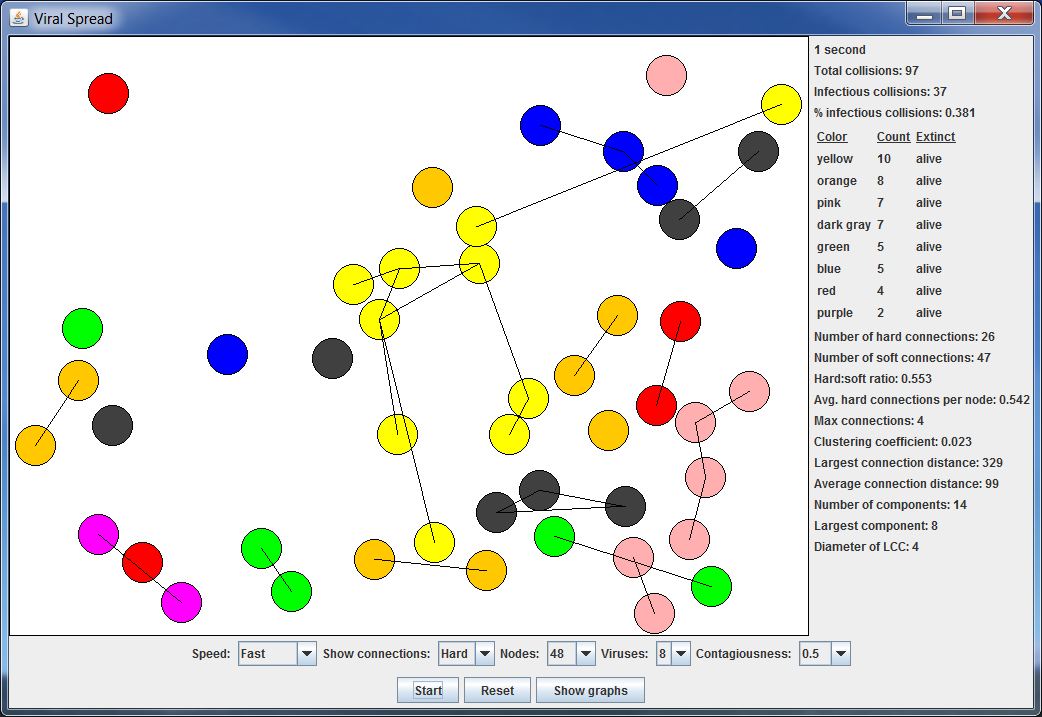 Viral Spread
1 second
Total collisions: 97
Infectious collisions: 37
% infectious collisions: 0.381
Color Count Extinct
yellow 10 alive
orange 8 alive
pink 7 alive
dark gray 7 alive
green 5 alive
blue 5 alive
red 4 alive
purple 2 alive
Number of hard connections: 26
Number of soft connections: 47
Hard:soft ratio: 0.553
Avg. hard connections per node: 0.542
Max connections: 4
Clustering coefficient: 0.023
Largest connection distance: 329
Average connection distance: 99
Number of components: 14
Largest component: 8
Diameter of LCC: 4
Speed: Fast Show connections: Hard Nodes: 48 Viruses: 8 Contagiousness: 0.5
Start Reset Show graphs